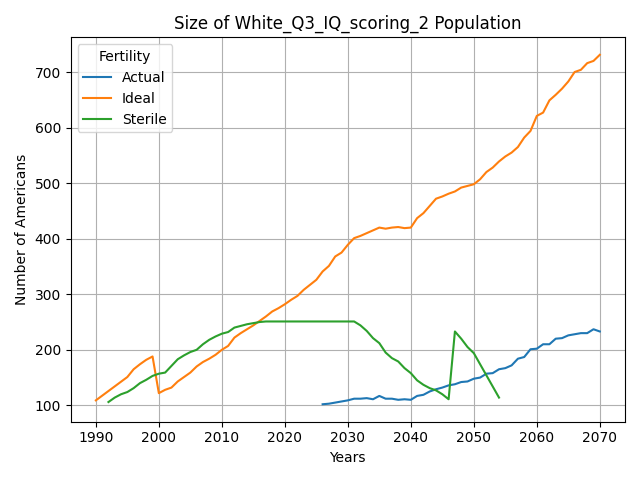 Size of White_Q3_IQ_scoring_2 Population
Fertility
Actual
Ideal
Sterile
Number of Americans
700
600
500
400
300
200
100
1990 2000 2010 2020 2030 2040 2050 2060 2070
Years